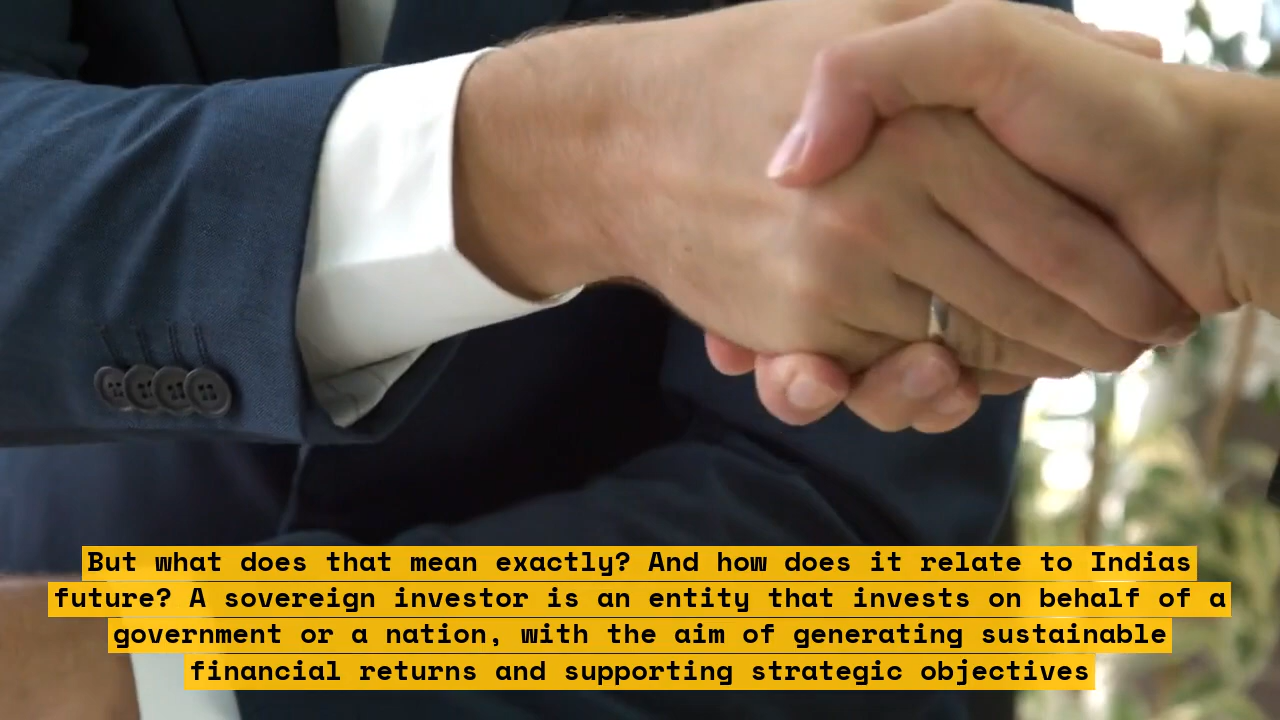 But what does that mean exactly? And how does it relate to Indias
future? A sovereign investor is an entity that invests on behalf of a
government or a nation, with the aim of generating sustainable
financial returns and supporting strategic objectives